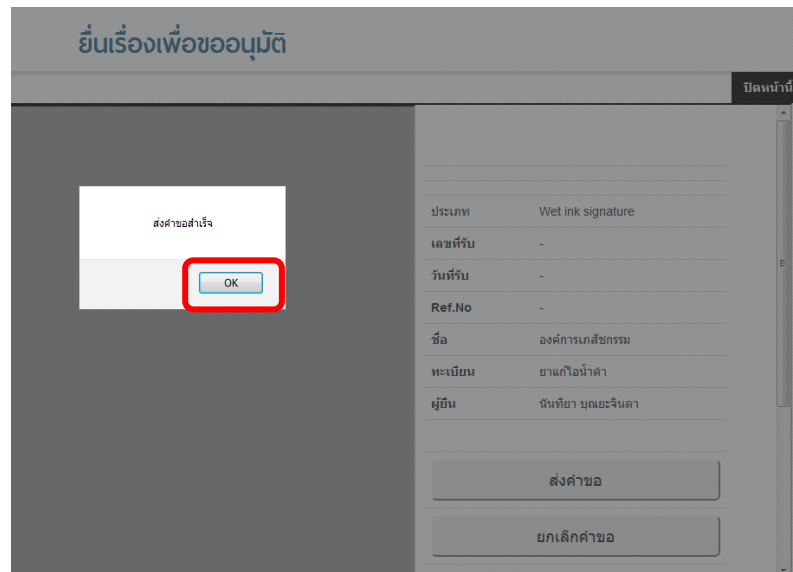 ยื่นเรื่องเพื่อขออนุมัติ
ปิดหน้านี้
ส่งคำขอสำเร็จ
OK
ประเภท Wet ink signature
เลขที่รับ -
วันที่รับ -
Ref.No -
ชื่อ องค์การเภสัชกรรม
ทะเบียน ยาแก้ไอน้ำดำ
ผู้ยื่น นันทิยา บุณยะจินดา
ส่งคำขอ
ยกเลิกคำขอ